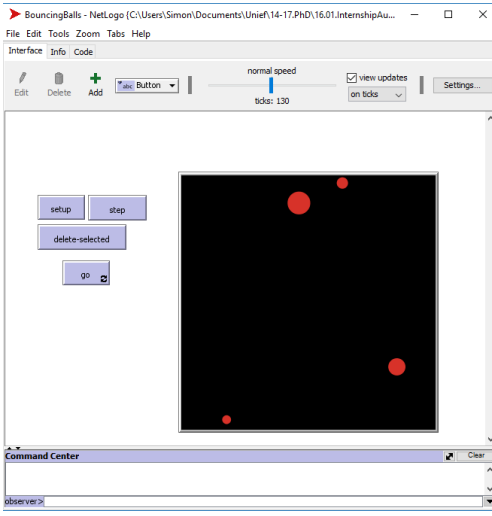 BouncingBalls - NetLogo {C:\Users\Simon\Documents\Unief\14-17.PhD\16.01.InternshipAu...
File Edit Tools Zoom Tabs Help
Interface Info Code
normal speed
view updates
Edit Delete Add abc Button on ticks Settings...
ticks: 130
setup step
delete-selected
go
Command Center Clear
observer>